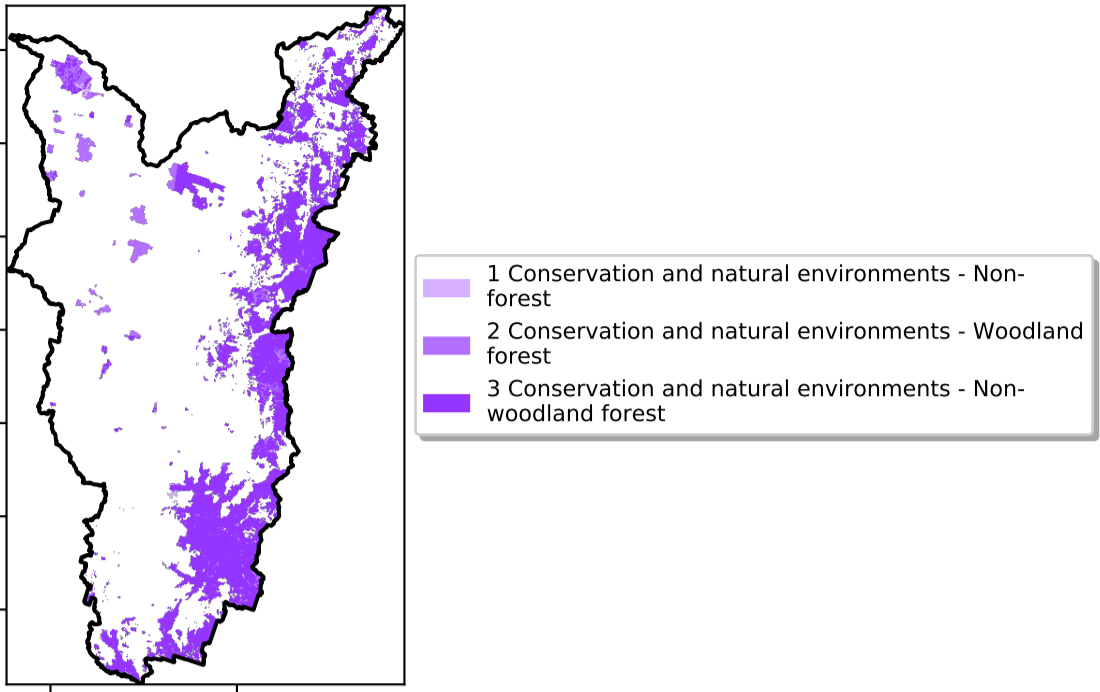 1 Conservation and natural environments - Non-
forest
2 Conservation and natural environments - Woodland
forest
3 Conservation and natural environments - Non-
woodland forest